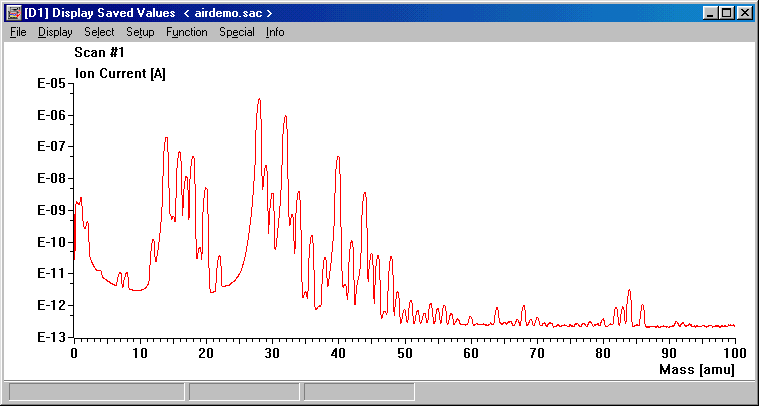 [D1] Display Saved Values < airdemo.sac >
File Display Select Setup Function Special Info
Scan #1
Ion Current [A]
E-05
E-06
E-07
E-08
E-09
E-10
E-11
E-12
E-13
0 10 20 30 40 50 60 70 80 90 100
Mass [amu]